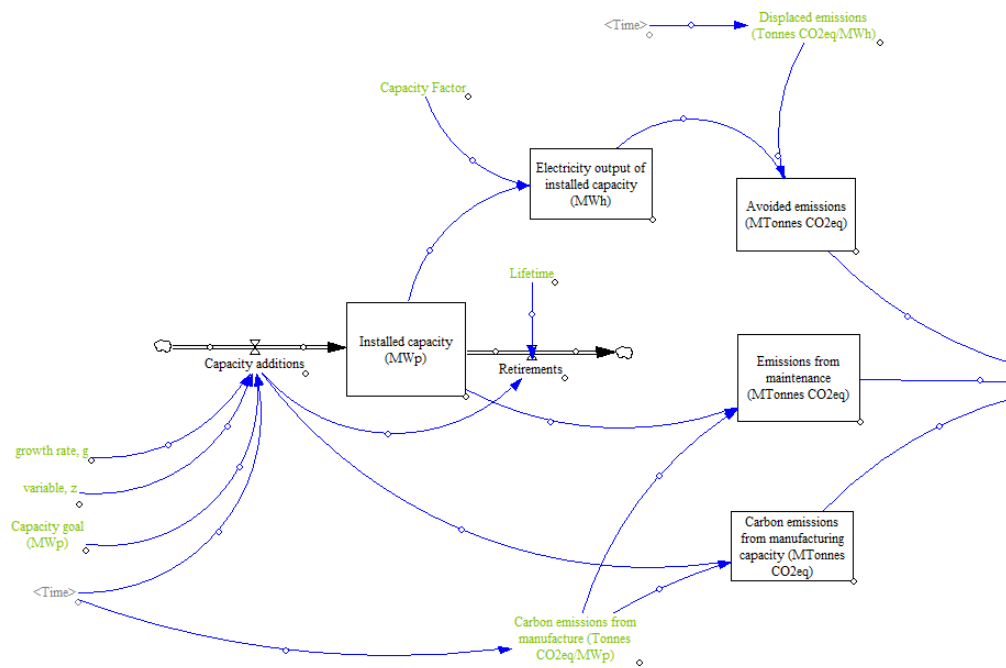 <Time>
Displaced emissions
(Tonnes CO2eq/MWh)
Capacity Factor
Electricity output of
installed capacity
(MWh)
Avoided emissions
(MTonnes CO2eq)
Lifetime
Installed capacity
(MWp)
Capacity additions
Retirements
Emissions from
maintenance
(MTonnes CO2eq)
growth rate, g
variable, z
Capacity goal
(MWp)
<Time>
Carbon emissions
from manufacturing
capacity (MTonnes
CO2eq)
Carbon emissions from
manufacture (Tonnes
CO2eq/MWp)